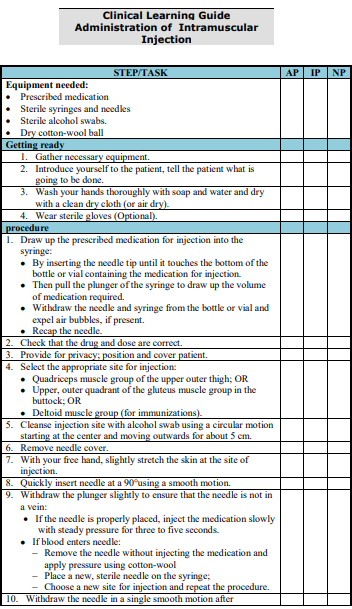 Clinical Learning Guide
Administration of Intramuscular
Injection
STEP/TASK AP IP NP
Equipment needed:
• Prescribed medication
• Sterile syringes and needles
• Sterile alcohol swabs.
• Dry cotton-wool ball
Getting ready
1. Gather necessary equipment.
2. Introduce yourself to the patient, tell the patient what is
going to be done.
3. Wash your hands thoroughly with soap and water and dry
with a clean dry cloth (or air dry).
4. Wear sterile gloves (Optional).
procedure
1. Draw up the prescribed medication for injection into the
syringe:
• By inserting the needle tip until it touches the bottom of the
bottle or vial containing the medication for injection.
• Then pull the plunger of the syringe to draw up the volume
of medication required.
• Withdraw the needle and syringe from the bottle or vial and
expel air bubbles, if present.
• Recap the needle.
2. Check that the drug and dose are correct.
3. Provide for privacy; position and cover patient.
4. Select the appropriate site for injection:
• Quadriceps muscle group of the upper outer thigh; OR
• Upper, outer quadrant of the gluteus muscle group in the
buttock; OR
• Deltoid muscle group (for immunizations).
5. Cleanse injection site with alcohol swab using a circular motion
starting at the center and moving outwards for about 5 cm.
6. Remove needle cover.
7. With your free hand, slightly stretch the skin at the site of
injection.
8. Quickly insert needle at a 90°using a smooth motion.
9. Withdraw the plunger slightly to ensure that the needle is not in
a vein:
• If the needle is properly placed, inject the medication slowly
with steady pressure for three to five seconds.
• If blood enters needle:
− Remove the needle without injecting the medication and
apply pressure using cotton-wool
− Place a new, sterile needle on the syringe;
− Choose a new site for injection and repeat the procedure.
10. Withdraw the needle in a single smooth motion after